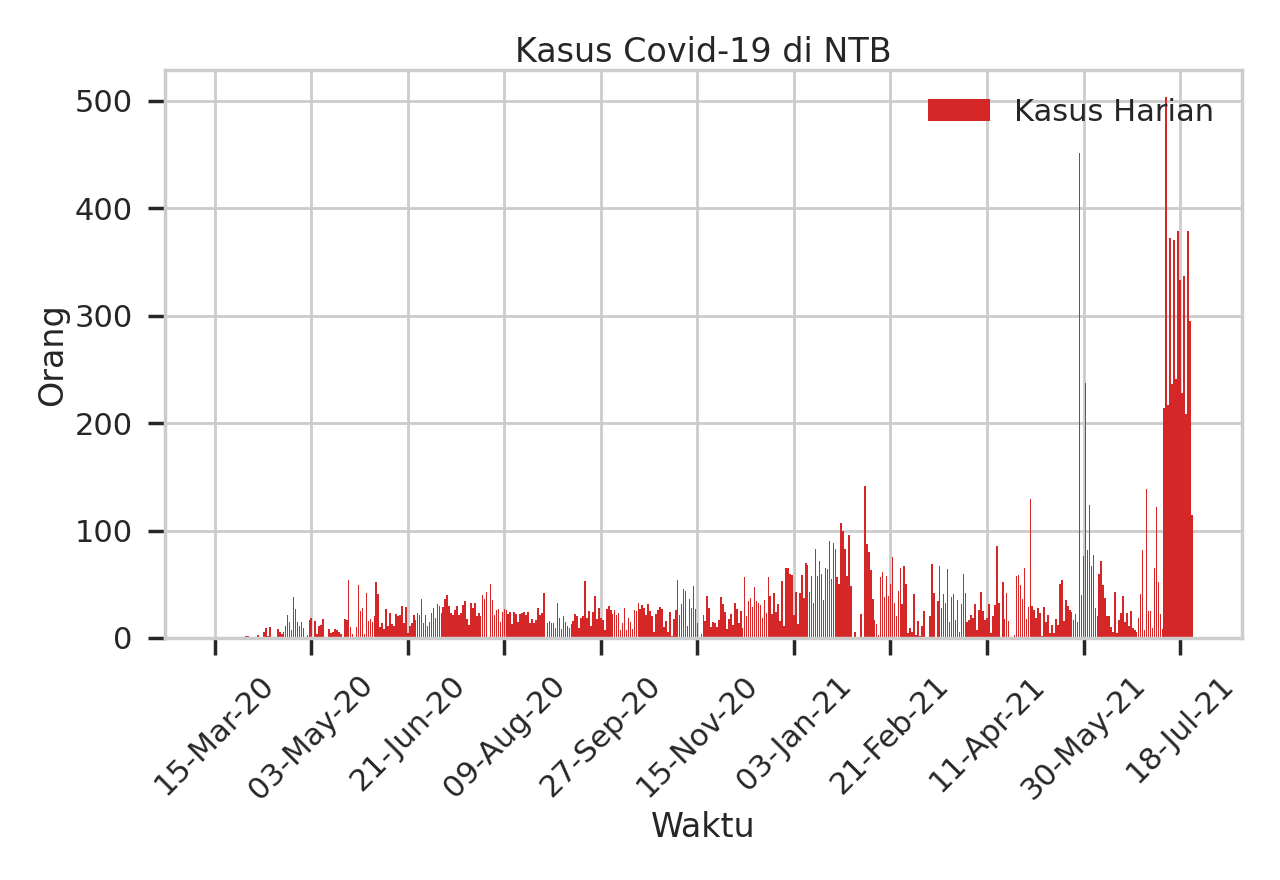 Kasus Covid-19 di NTB
Kasus Harian
500
400
300
200
100
0
Orang
15-Mar-20
03-May-20
21-Jun-20
09-Aug-20
27-Sep-20
15-Nov-20
03-Jan-21
21-Feb-21
11-Apr-21
30-May-21
18-Jul-21
Waktu